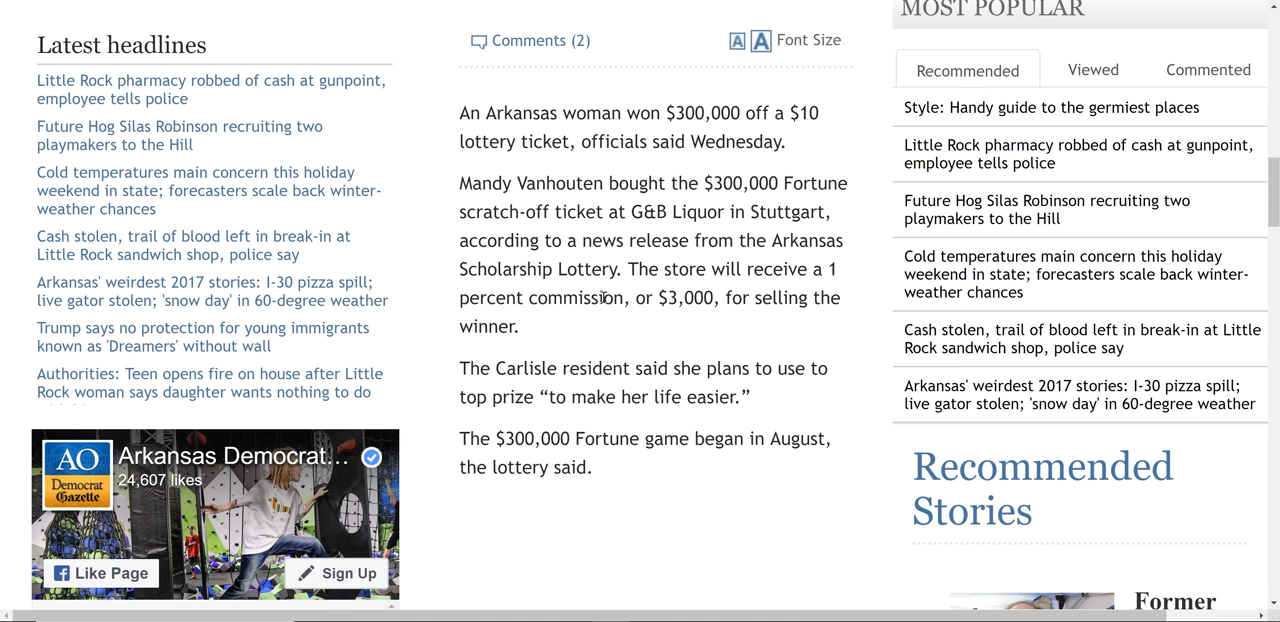 Latest headlines
Little Rock pharmacy robbed of cash at gunpoint,
employee tells police
Future Hog Silas Robinson recruiting two
playmakers to the Hill
Cold temperatures main concern this holiday
weekend in state; forecasters scale back winter-
weather chances
Cash stolen, trail of blood left in break-in at
Little Rock sandwich shop, police say
Arkansas' weirdest 2017 stories: I-30 pizza spill;
live gator stolen; 'snow day' in 60-degree weather
Trump says no protection for young immigrants
known as 'Dreamers' without wall
Authorities: Teen opens fire on house after Little
Rock woman says daughter wants nothing to do
AO
Democrat
Gazette
Arkansas Democrat...
24,607 likes
Like Page
Sign Up
Comments (2)
A A Font Size
An Arkansas woman won $300,000 off a $10
lottery ticket, officials said Wednesday.
Mandy Vanhouten bought the $300,000 Fortune
scratch-off ticket at G&B Liquor in Stuttgart,
according to a news release from the Arkansas
Scholarship Lottery. The store will receive a 1
percent commission, or $3,000, for selling the
winner.
The Carlisle resident said she plans to use to
top prize “to make her life easier.”
The $300,000 Fortune game began in August,
the lottery said.
MOST POPULAR
Recommended Viewed Commented
Style: Handy guide to the germiest places
Little Rock pharmacy robbed of cash at gunpoint,
employee tells police
Future Hog Silas Robinson recruiting two
playmakers to the Hill
Cold temperatures main concern this holiday
weekend in state; forecasters scale back winter-
weather chances
Cash stolen, trail of blood left in break-in at Little
Rock sandwich shop, police say
Arkansas' weirdest 2017 stories: I-30 pizza spill;
live gator stolen; 'snow day' in 60-degree weather
Recommended
Stories
Former